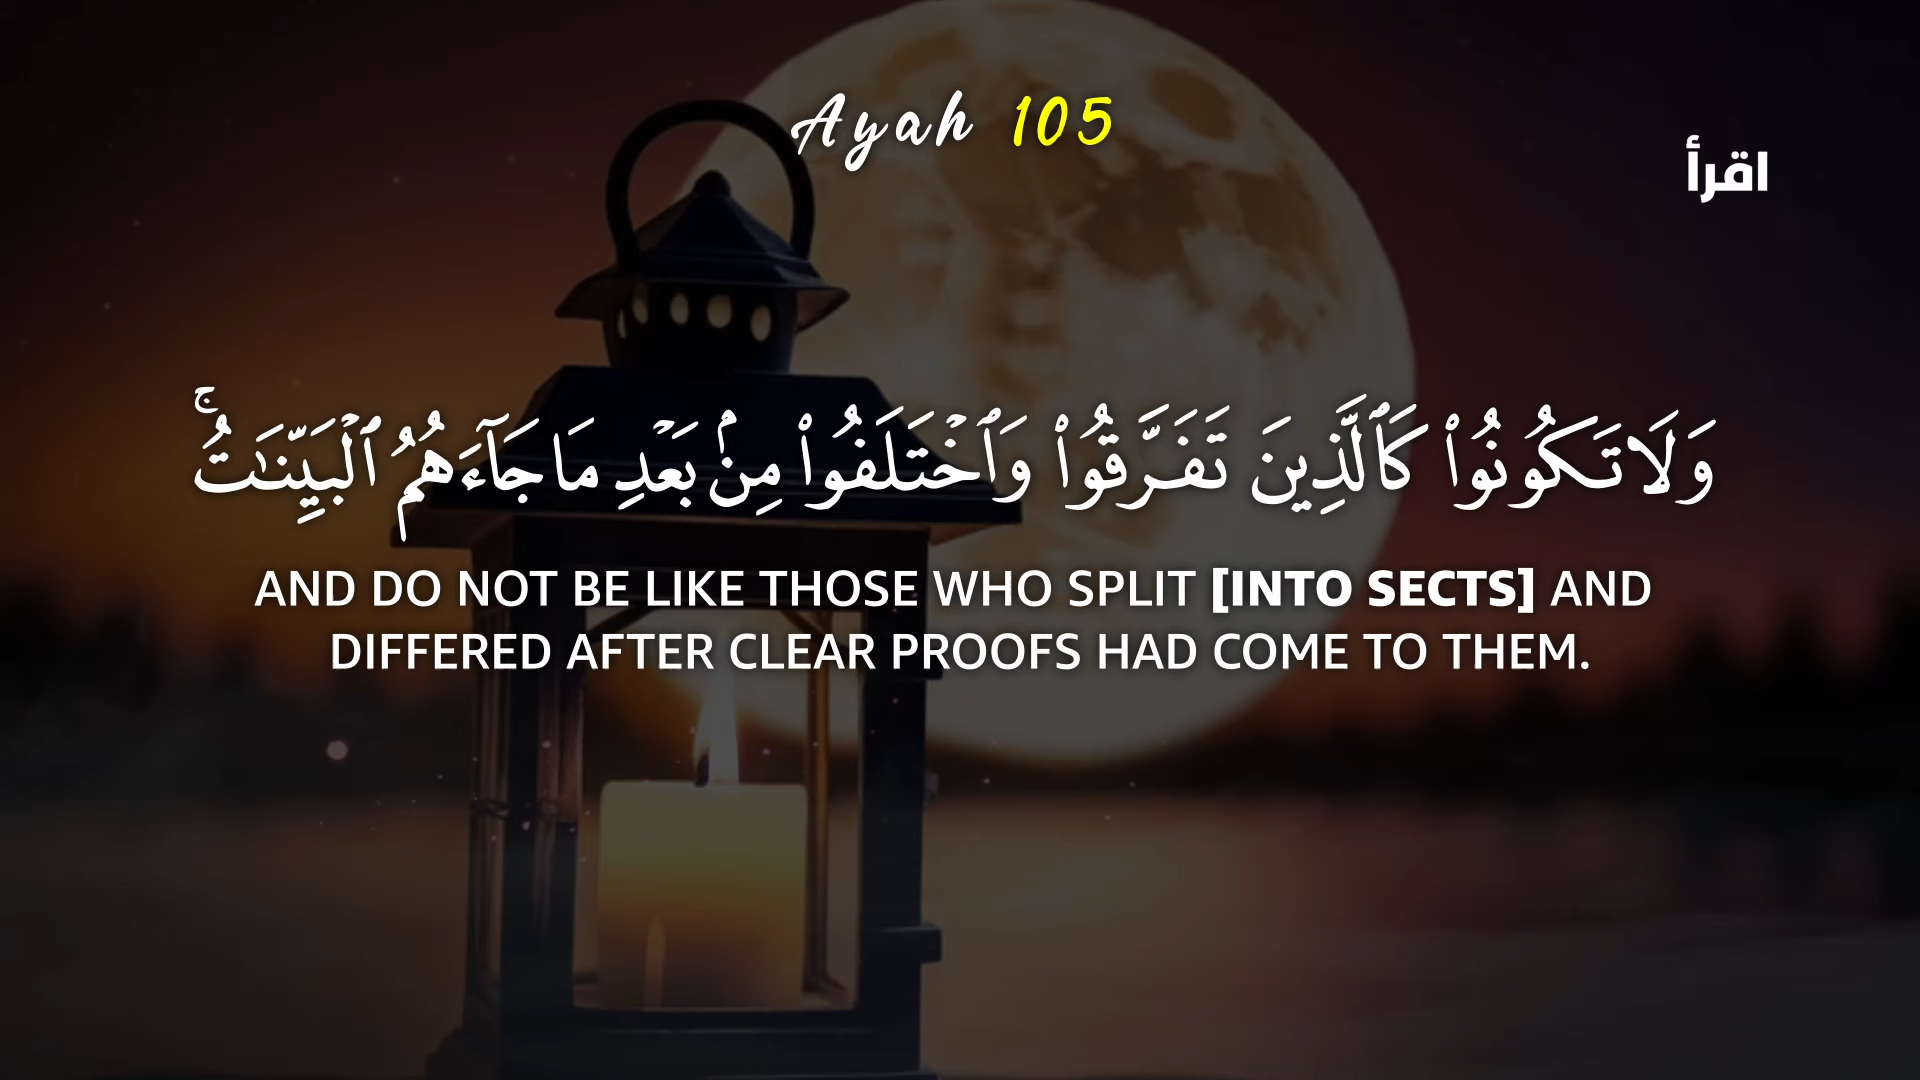 Ayah 105
اقرأ
وَلَا تَكُونُوا۟ كَٱلَّذِينَ تَفَرَّقُوا۟ وَٱخْتَلَفُوا۟ مِنۢ بَعْدِ مَا جَآءَهُمُ ٱلْبَيِّنَـٰتُ ۚ
AND DO NOT BE LIKE THOSE WHO SPLIT [INTO SECTS] AND
DIFFERED AFTER CLEAR PROOFS HAD COME TO THEM.